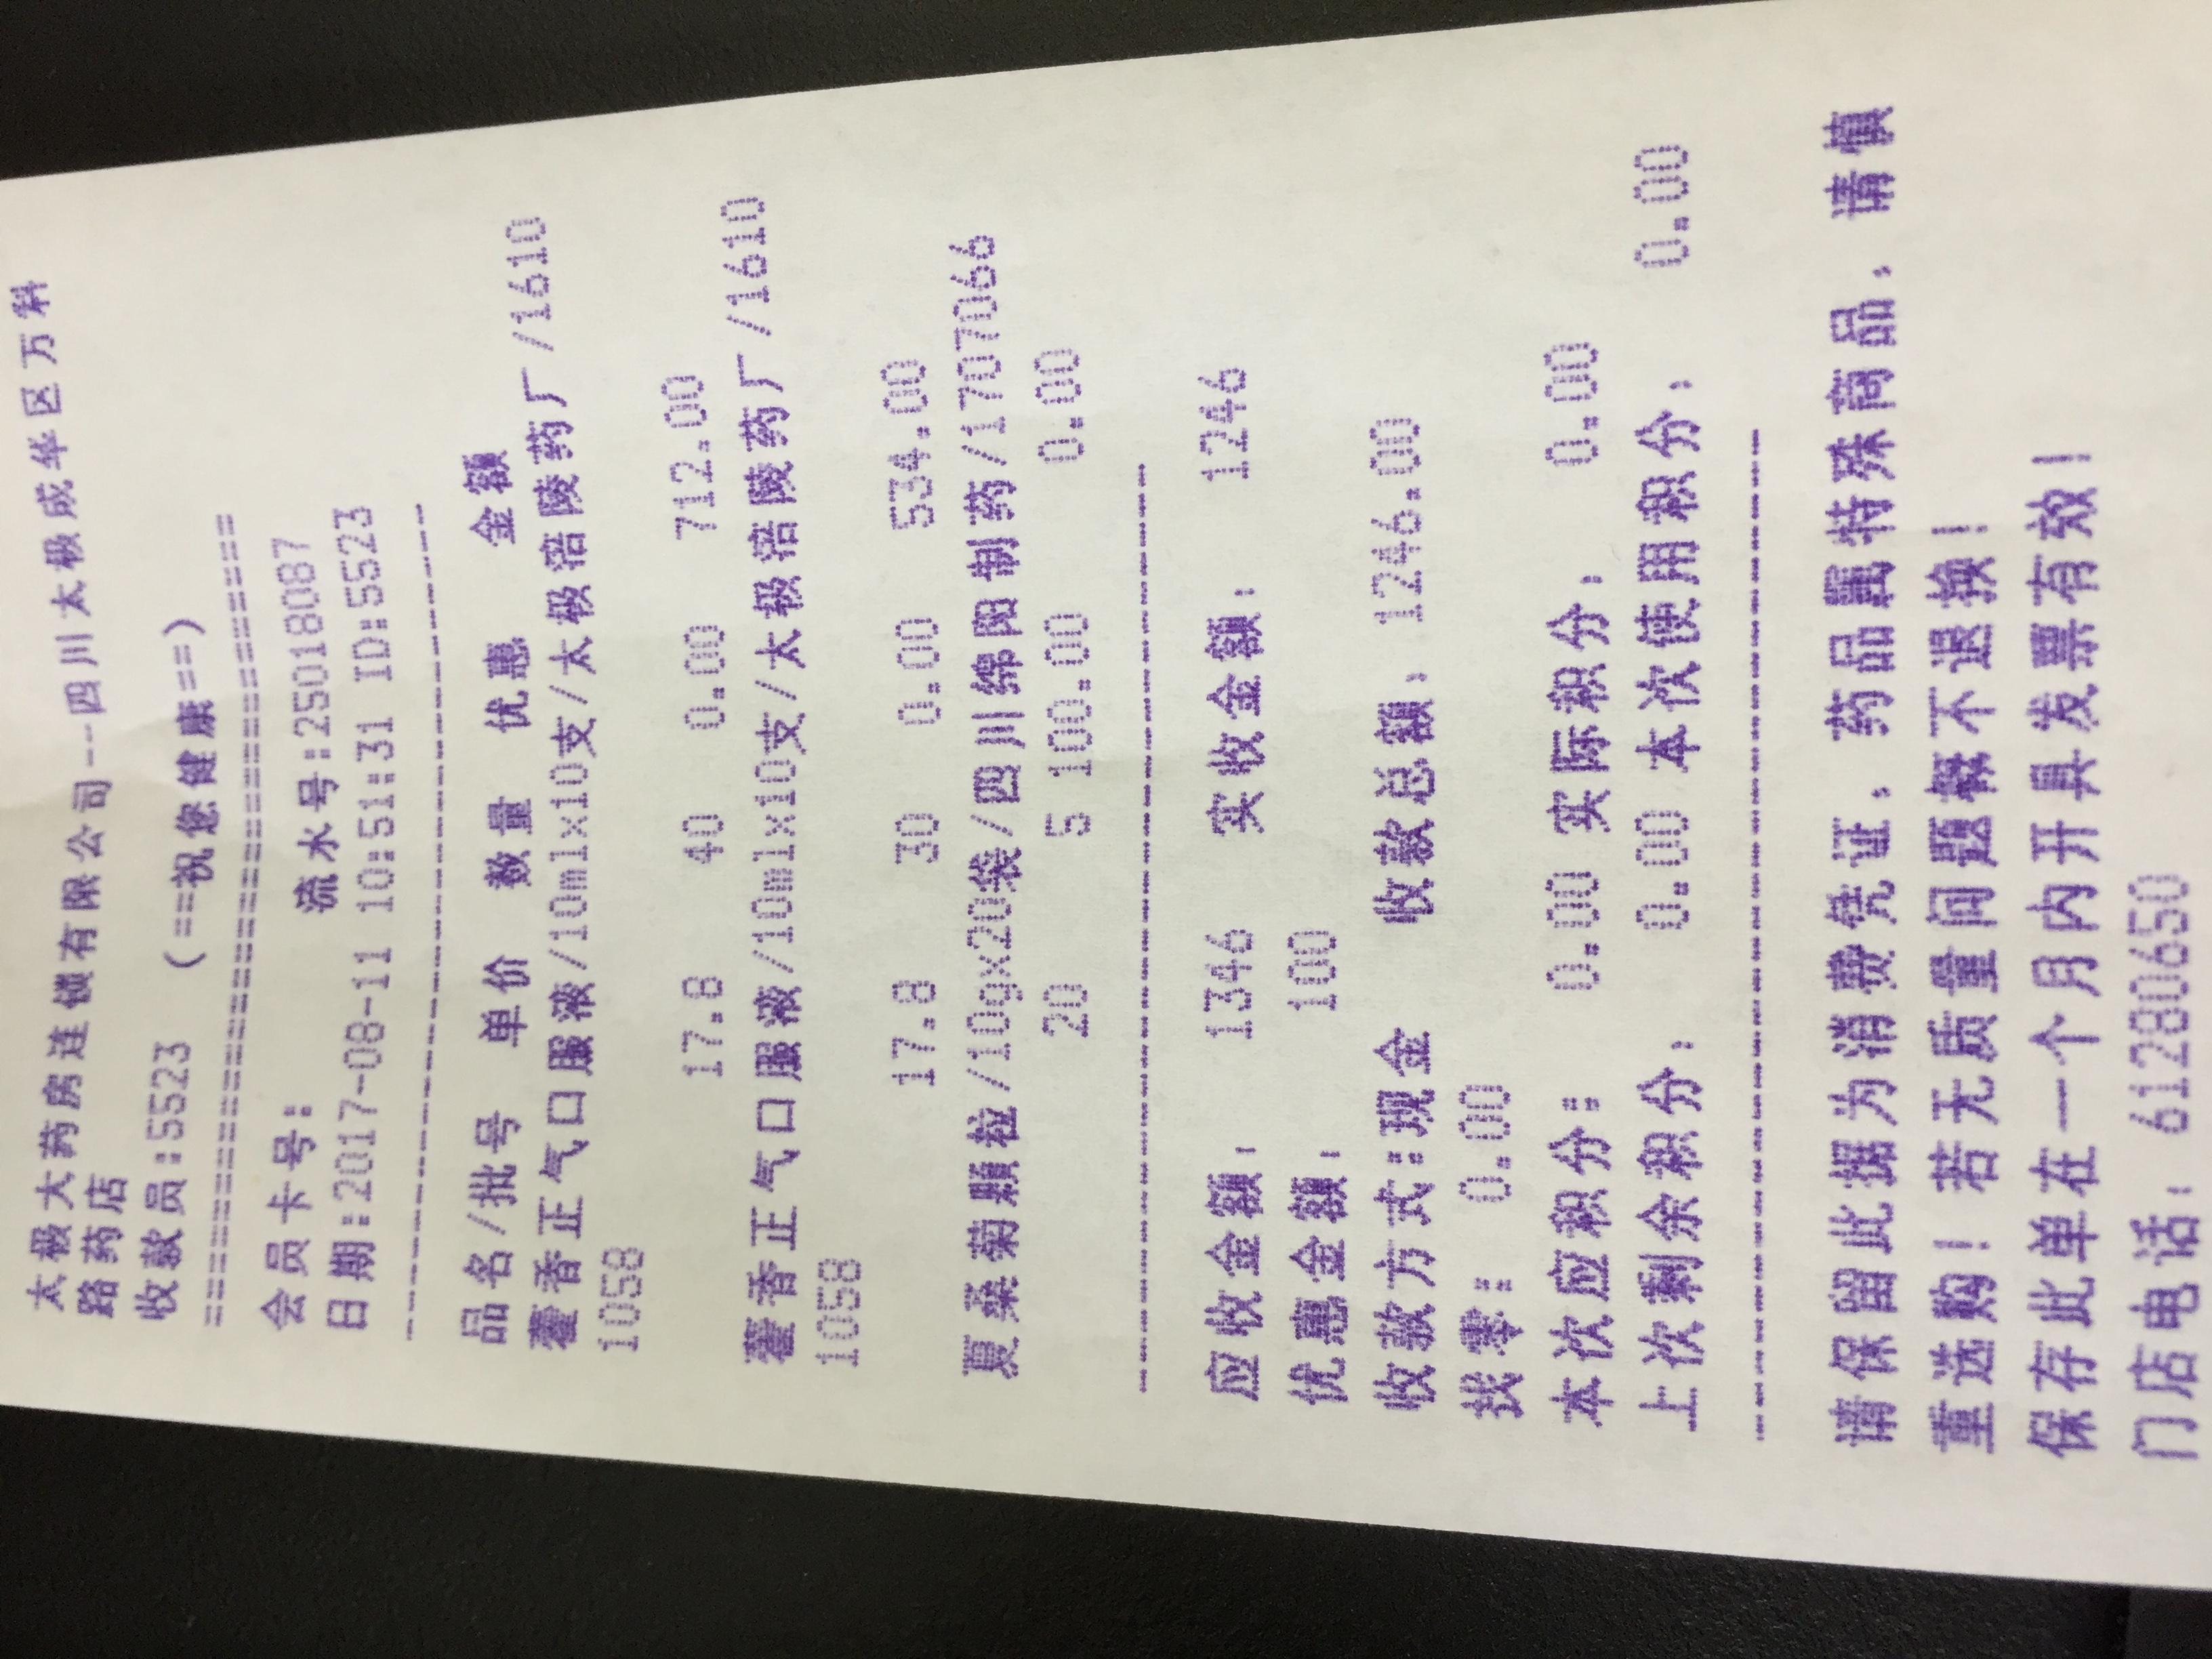 太极大药房连锁有限公司--四川太极成华区万科
路药店
收款员:5523 (==祝您健康==)
====================================
会员卡号: 流水号:25018087
日期:2017-08-11 10:51:31 ID:5523
------------------------------------
品名/批号 单价 数量 优惠 金额
藿香正气口服液/10ml×10支/太极涪陵药厂/1610
1058
17.8 40 0.00 712.00
藿香正气口服液/10ml×10支/太极涪陵药厂/1610
1058
17.8 30 0.00 534.00
夏桑菊颗粒/10g×20袋/四川绵阳制药/1707066
20 5 100.00 0.00
------------------------------------
应收金额: 1346 实收金额: 1246
优惠金额: 100
收款方式:现金 收款总额: 1246.00
找零: 0.00
本次应积分: 0.00 实际积分: 0.00
上次剩余积分: 0.00 本次使用积分: 0.00
------------------------------------
请保留此据为消费凭证、药品属特殊商品、请慎
重选购!若无质量问题概不退换!
保存此单在一个月内开具发票有效!
门店电话: 61280650